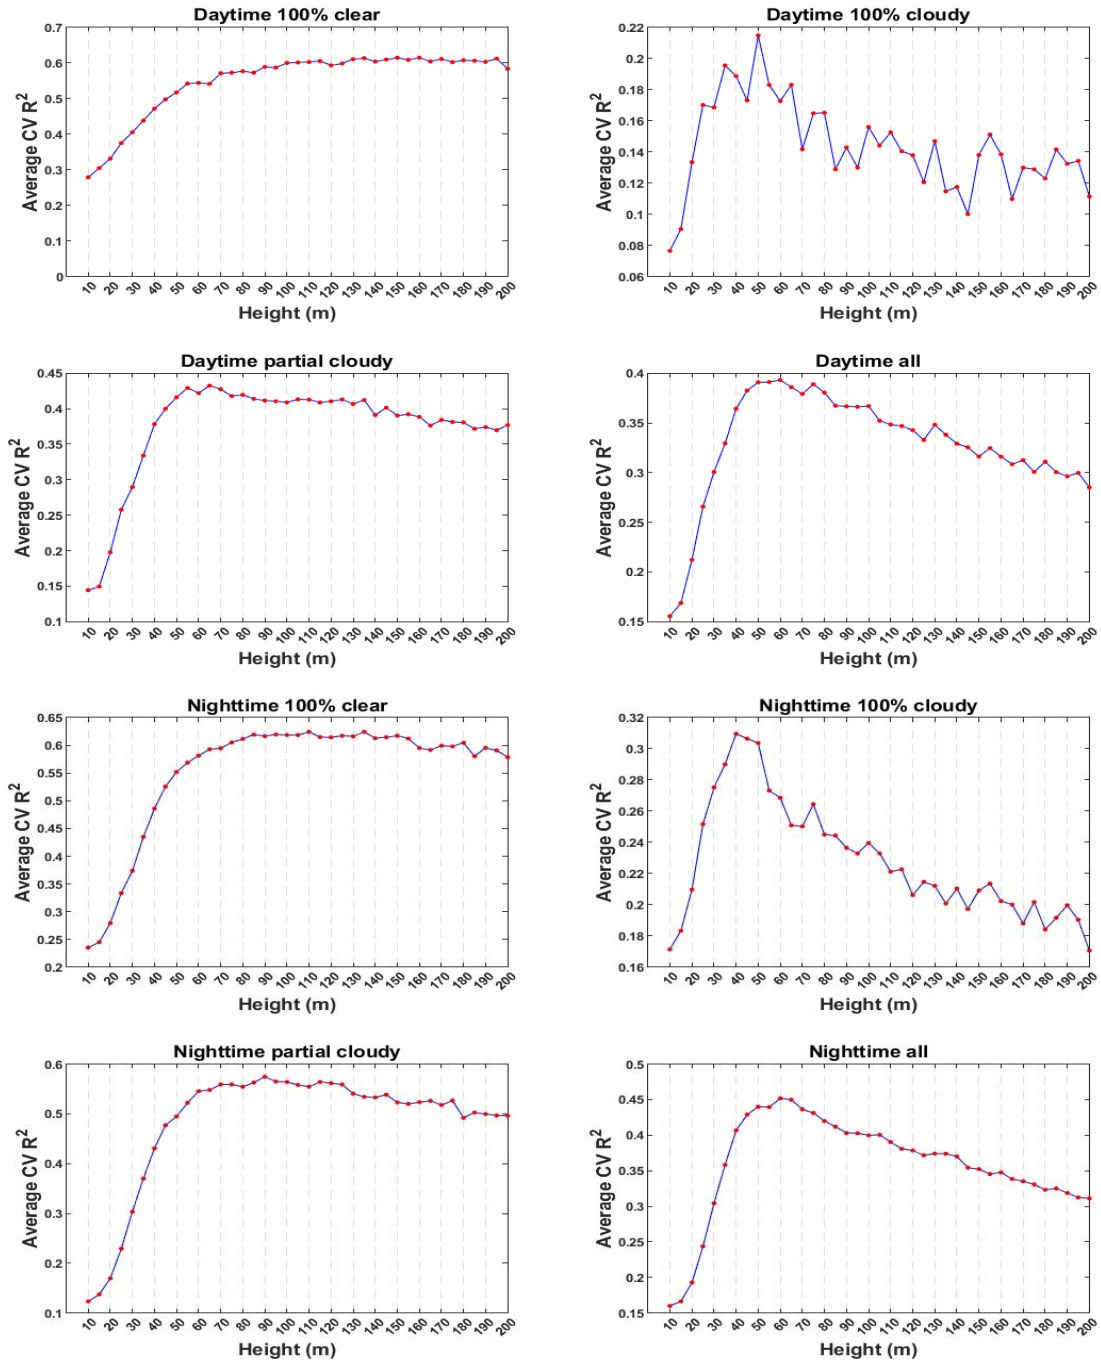 Daytime 100% clear
Average CV R2
0.7
0.6
0.5
0.4
0.3
0.2
0.1
0
10 20 30 40 50 60 70 80 90 100 110 120 130 140 150 160 170 180 190 200
Height (m)
Daytime 100% cloudy
Average CV R2
0.22
0.2
0.18
0.16
0.14
0.12
0.1
0.08
0.06
10 20 30 40 50 60 70 80 90 100 110 120 130 140 150 160 170 180 190 200
Height (m)
Daytime partial cloudy
Average CV R2
0.45
0.4
0.35
0.3
0.25
0.2
0.15
0.1
10 20 30 40 50 60 70 80 90 100 110 120 130 140 150 160 170 180 190 200
Height (m)
Daytime all
Average CV R2
0.4
0.35
0.3
0.25
0.2
0.15
10 20 30 40 50 60 70 80 90 100 110 120 130 140 150 160 170 180 190 200
Height (m)
Nighttime 100% clear
Average CV R2
0.65
0.6
0.55
0.5
0.45
0.4
0.35
0.3
0.25
0.2
10 20 30 40 50 60 70 80 90 100 110 120 130 140 150 160 170 180 190 200
Height (m)
Nighttime 100% cloudy
Average CV R2
0.32
0.3
0.28
0.26
0.24
0.22
0.2
0.18
0.16
10 20 30 40 50 60 70 80 90 100 110 120 130 140 150 160 170 180 190 200
Height (m)
Nighttime partial cloudy
Average CV R2
0.6
0.5
0.4
0.3
0.2
0.1
10 20 30 40 50 60 70 80 90 100 110 120 130 140 150 160 170 180 190 200
Height (m)
Nighttime all
Average CV R2
0.5
0.45
0.4
0.35
0.3
0.25
0.2
0.15
10 20 30 40 50 60 70 80 90 100 110 120 130 140 150 160 170 180 190 200
Height (m)